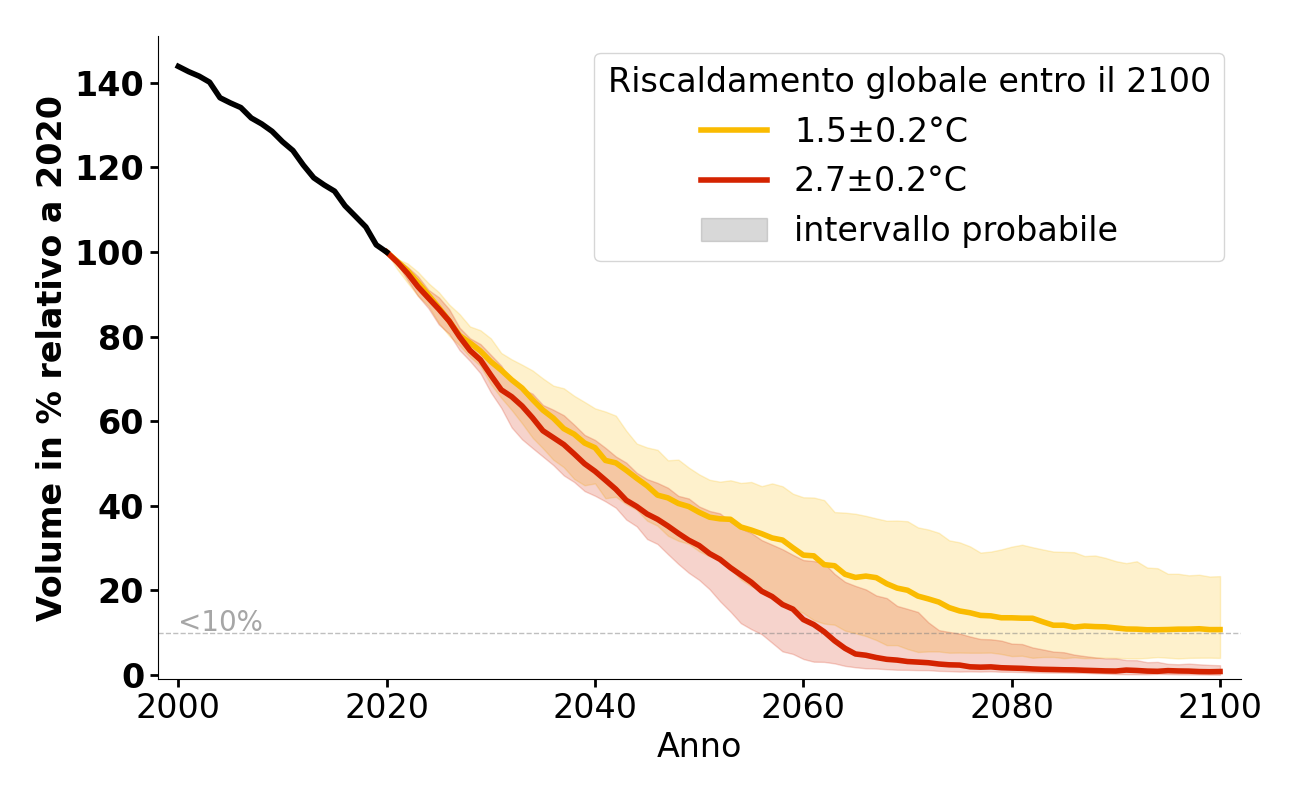 Riscaldamento globale entro il 2100
1.5±0.2°C
2.7±0.2°C
intervallo probabile
Volume in % relativo a 2020
140
120
100
80
60
40
20
0
<10%
2000 2020 2040 2060 2080 2100
Anno